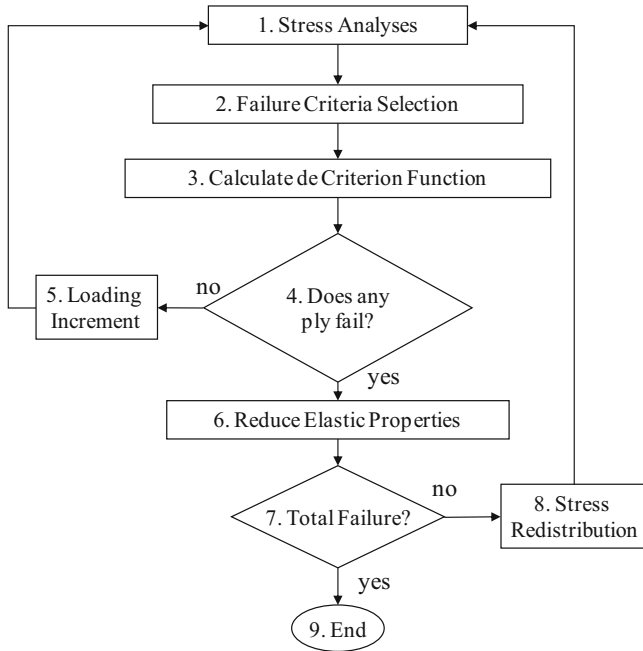 1. Stress Analyses
2. Failure Criteria Selection
3. Calculate de Criterion Function
4. Does any
ply fail?
no
5. Loading
Increment
yes
6. Reduce Elastic Properties
7. Total Failure?
no
8. Stress
Redistribution
yes
9. End